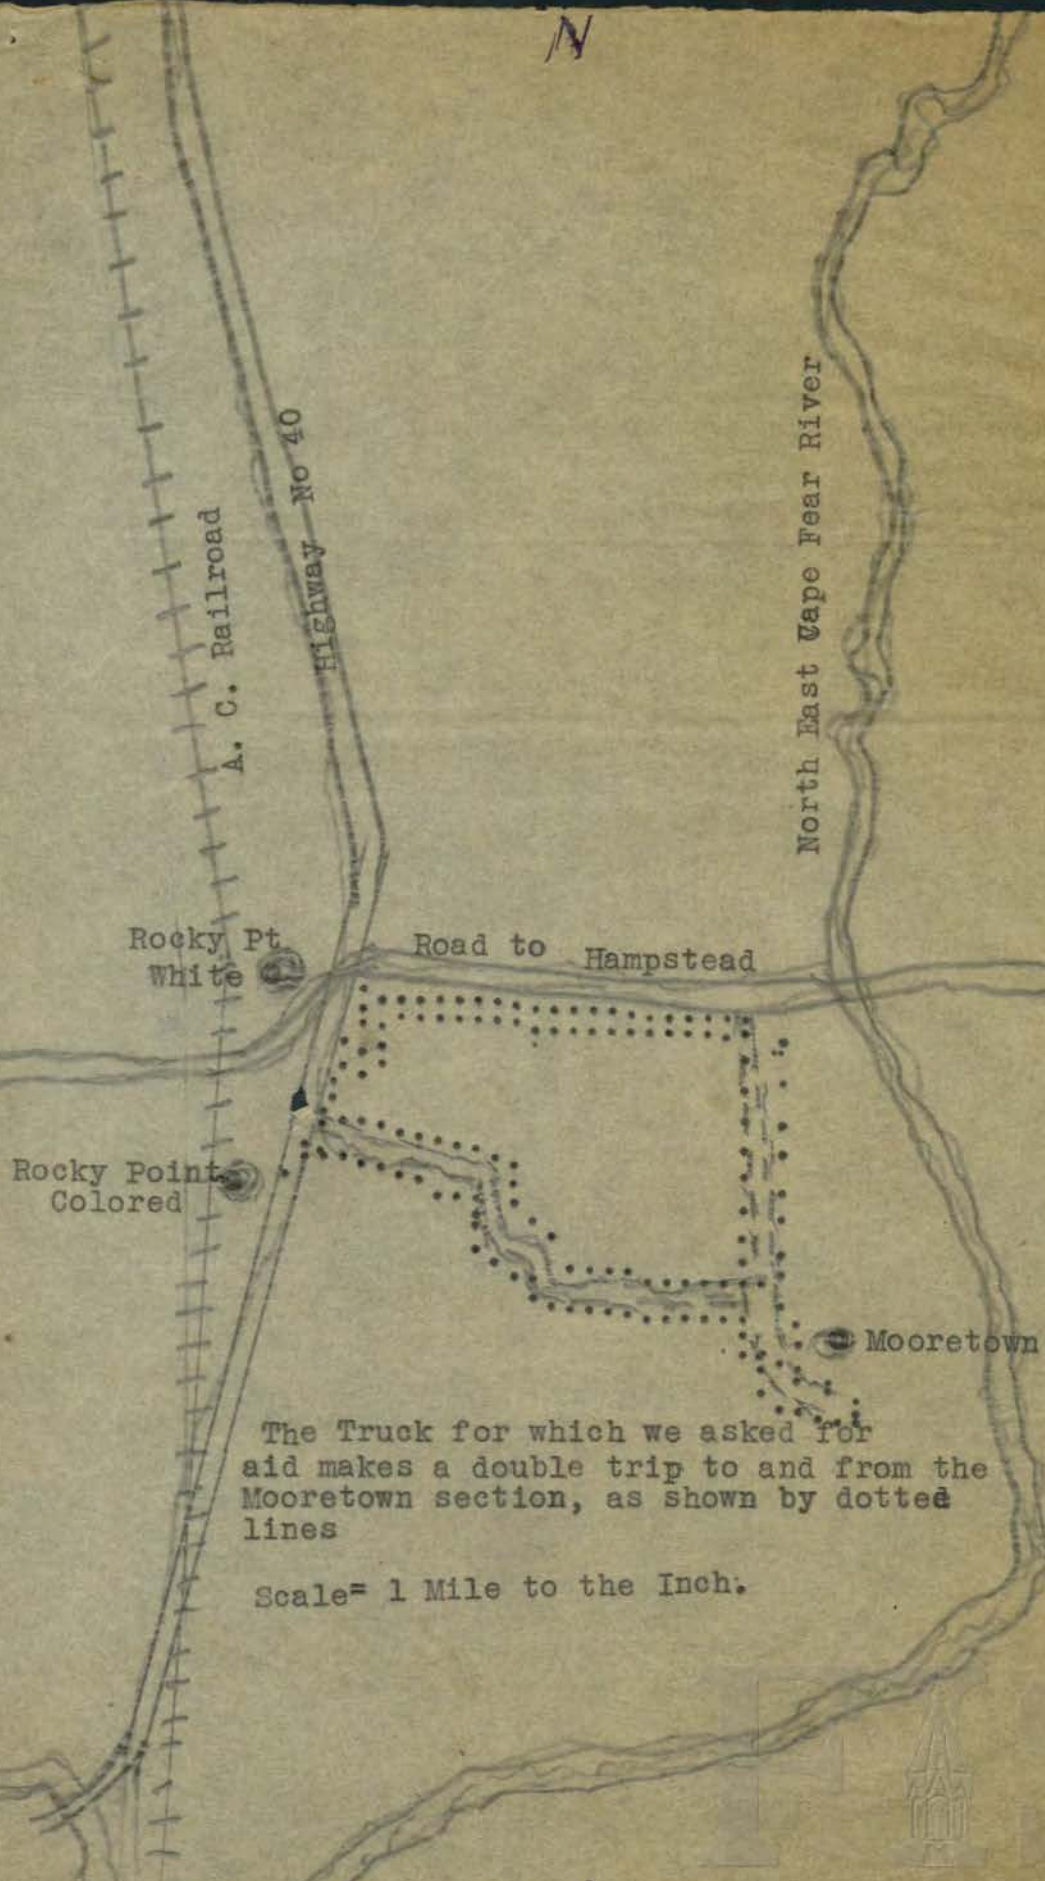 N
Highway No 40
A. C. Railroad
North East Cape Fear River
Rocky Pt.
White
Road to Hampstead
Rocky Point
Colored
Mooretown
The Truck for which we asked for
aid makes a double trip to and from the
Mooretown section, as shown by dotted
lines
Scale= 1 Mile to the Inch.